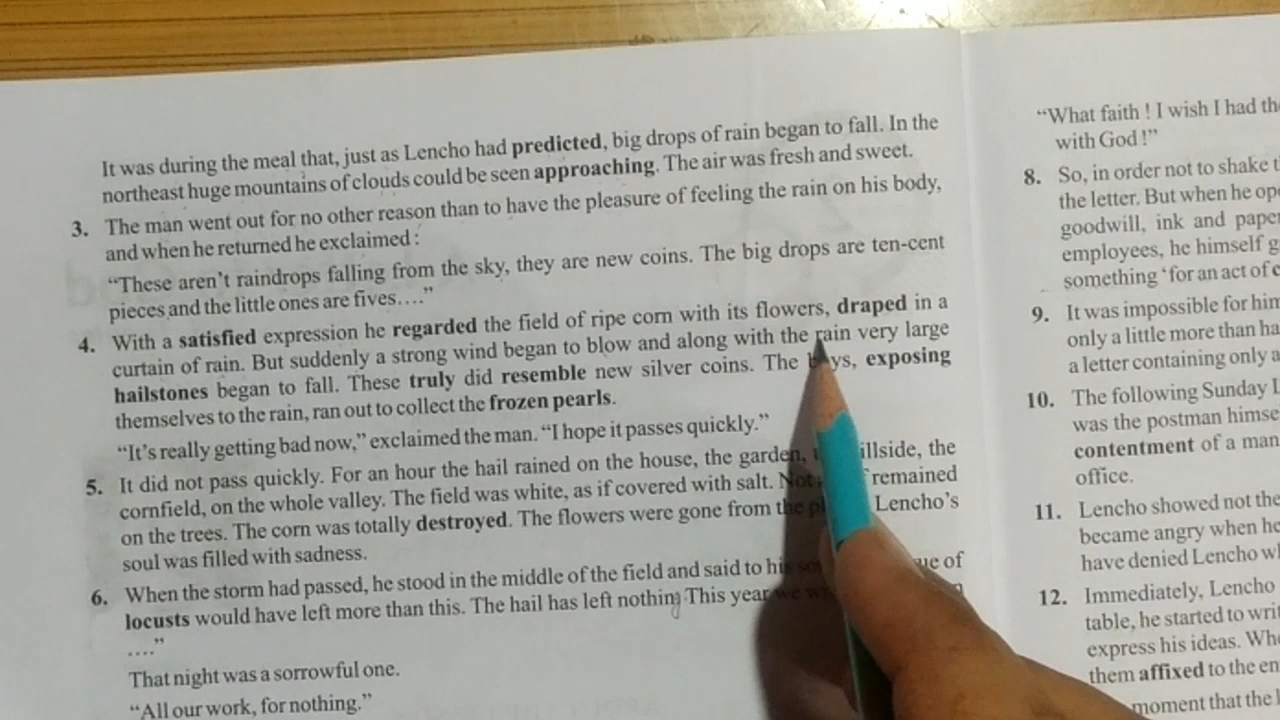 It was during the meal that, just as Lencho had predicted, big drops of rain began to fall. In the
northeast huge mountains of clouds could be seen approaching. The air was fresh and sweet.
3. The man went out for no other reason than to have the pleasure of feeling the rain on his body,
and when he returned he exclaimed :
“These aren’t raindrops falling from the sky, they are new coins. The big drops are ten-cent
pieces and the little ones are fives....”
4. With a satisfied expression he regarded the field of ripe corn with its flowers, draped in a
curtain of rain. But suddenly a strong wind began to blow and along with the rain very large
hailstones began to fall. These truly did resemble new silver coins. The boys, exposing
themselves to the rain, ran out to collect the frozen pearls.
“It’s really getting bad now,” exclaimed the man. “I hope it passes quickly.”
5. It did not pass quickly. For an hour the hail rained on the house, the garden, illside, the
cornfield, on the whole valley. The field was white, as if covered with salt. Not remained
on the trees. The corn was totally destroyed. The flowers were gone from the Lencho’s
soul was filled with sadness.
6. When the storm had passed, he stood in the middle of the field and said to his ue of
locusts would have left more than this. The hail has left nothing This year we
....”
That night was a sorrowful one.
“All our work, for nothing.”
“What faith ! I wish I had th
with God !”
8. So, in order not to shake t
the letter. But when he op
goodwill, ink and pape
employees, he himself g
something ‘for an act of c
9. It was impossible for him
only a little more than ha
a letter containing only a
10. The following Sunday L
was the postman himse
contentment of a man
office.
11. Lencho showed not the
became angry when he
have denied Lencho wh
12. Immediately, Lencho
table, he started to writ
express his ideas. Wh
them affixed to the en
moment that the